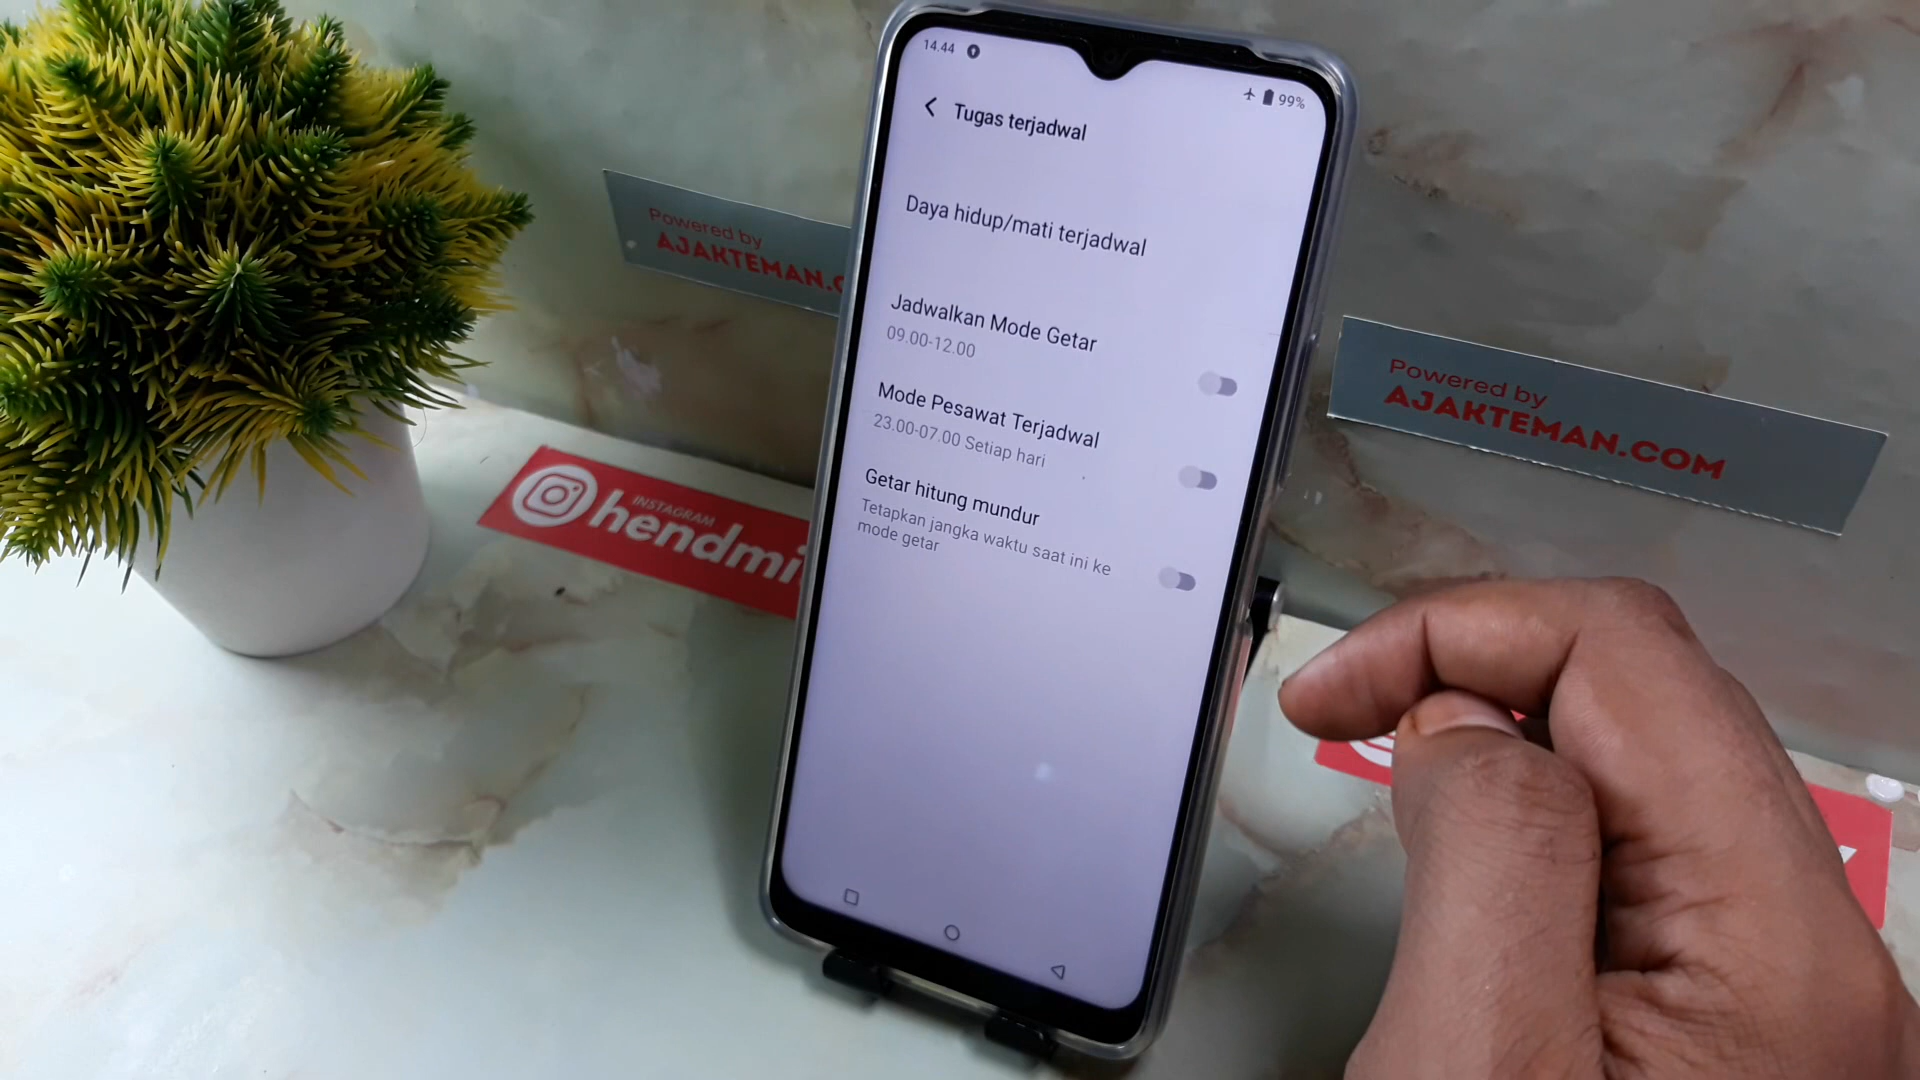 14.44
99%
Tugas terjadwal
Daya hidup/mati terjadwal
Jadwalkan Mode Getar
09.00-12.00
Mode Pesawat Terjadwal
23.00-07.00 Setiap hari
Getar hitung mundur
Tetapkan jangka waktu saat ini ke
mode getar
Powered by
AJAKTEMAN.C
INSTAGRAM
hendmi
Powered by
AJAKTEMAN.COM